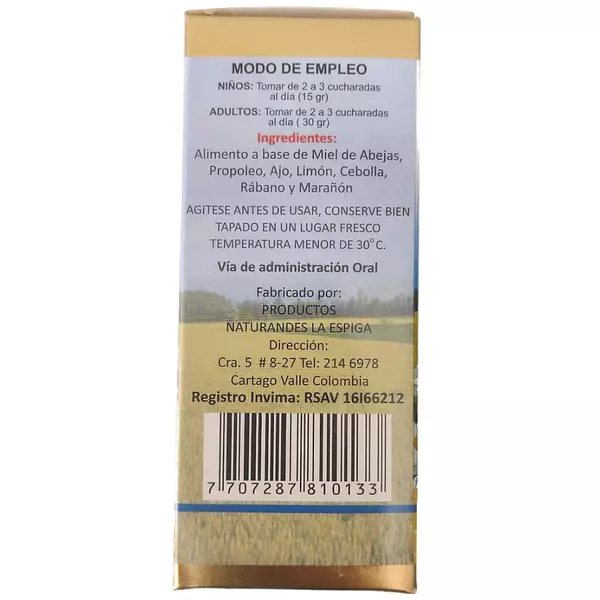 MODO DE EMPLEO
NIÑOS: Tomar de 2 a 3 cucharadas
al día (15 gr)
ADULTOS: Tomar de 2 a 3 cucharadas
al día ( 30 gr)
Ingredientes:
Alimento a base de Miel de Abejas,
Propoleo, Ajo, Limón, Cebolla,
Rábano y Marañón
AGITESE ANTES DE USAR, CONSERVE BIEN
TAPADO EN UN LUGAR FRESCO
TEMPERATURA MENOR DE 30°C.
Vía de administración Oral
Fabricado por:
PRODUCTOS
NATURANDES LA ESPIGA
Dirección:
Cra. 5 # 8-27 Tel: 214 6978
Cartago Valle Colombia
Registro Invima: RSAV 16I66212
7 707287 810133